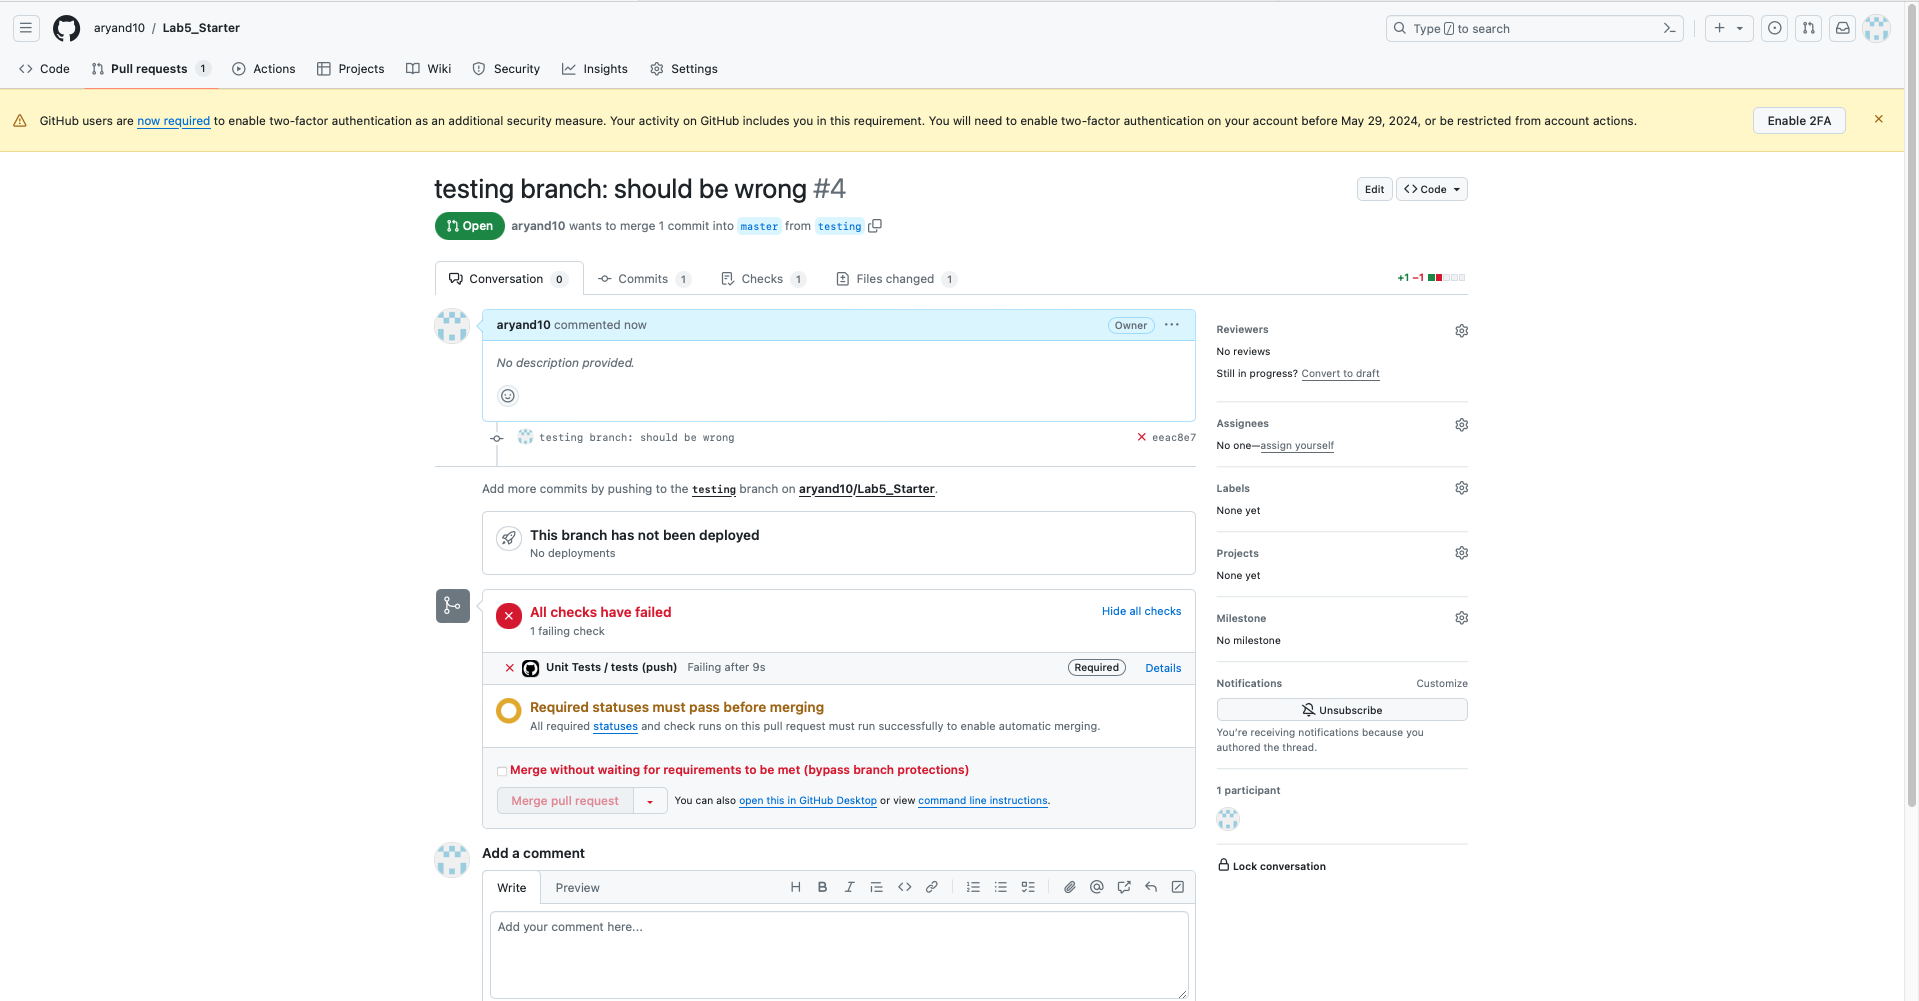 aryand10 / Lab5_Starter
Type / to search
Code
Pull requests 1
Actions
Projects
Wiki
Security
Insights
Settings
GitHub users are now required to enable two-factor authentication as an additional security measure. Your activity on GitHub includes you in this requirement. You will need to enable two-factor authentication on your account before May 29, 2024, or be restricted from account actions.
Enable 2FA
testing branch: should be wrong #4
Edit
Code
Open
aryand10 wants to merge 1 commit into master from testing
Conversation 0
Commits 1
Checks 1
Files changed 1
+1 −1
aryand10 commented now
Owner
No description provided.
testing branch: should be wrong
eeac8e7
Add more commits by pushing to the testing branch on aryand10/Lab5_Starter.
This branch has not been deployed
No deployments
All checks have failed
Hide all checks
1 failing check
Unit Tests / tests (push) Failing after 9s
Required
Details
Required statuses must pass before merging
All required statuses and check runs on this pull request must run successfully to enable automatic merging.
Merge without waiting for requirements to be met (bypass branch protections)
Merge pull request
You can also open this in GitHub Desktop or view command line instructions.
Add a comment
Write
Preview
H B I
Add your comment here...
Reviewers
No reviews
Still in progress? Convert to draft
Assignees
No one—assign yourself
Labels
None yet
Projects
None yet
Milestone
No milestone
Notifications
Customize
Unsubscribe
You're receiving notifications because you
authored the thread.
1 participant
Lock conversation